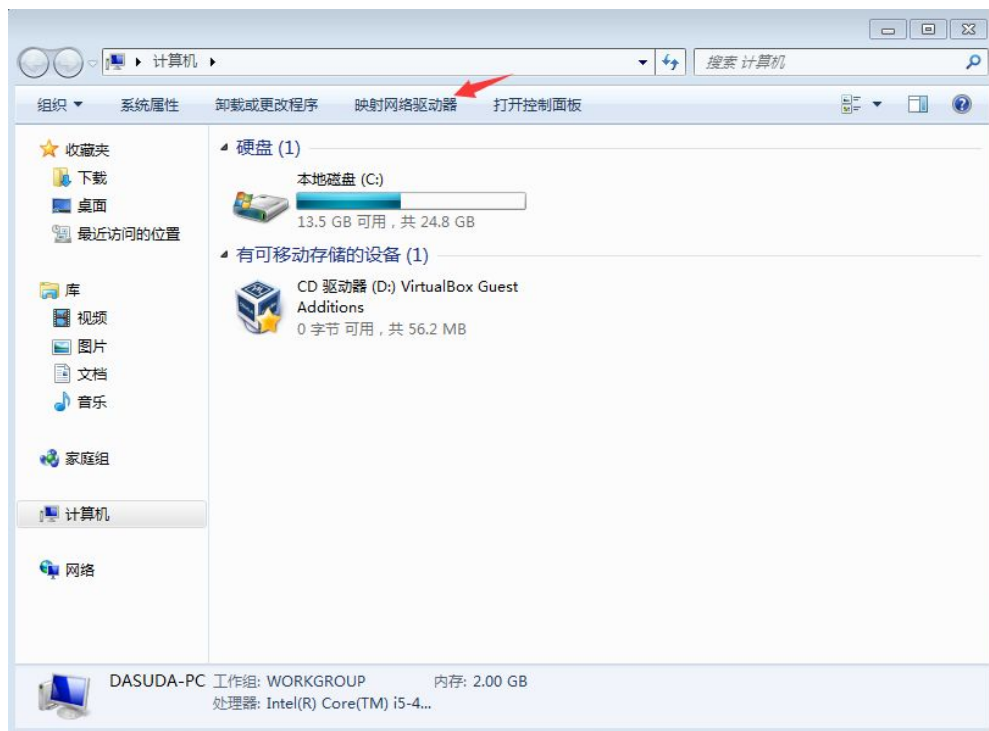 计算机
搜索 计算机
组织 系统属性 卸载或更改程序 映射网络驱动器 打开控制面板
收藏夹
下载
桌面
最近访问的位置
库
视频
图片
文档
音乐
家庭组
计算机
网络
硬盘 (1)
本地磁盘 (C:)
13.5 GB 可用，共 24.8 GB
有可移动存储的设备 (1)
CD 驱动器 (D:) VirtualBox Guest
Additions
0 字节 可用，共 56.2 MB
DASUDA-PC 工作组: WORKGROUP 内存: 2.00 GB
处理器: Intel(R) Core(TM) i5-4...